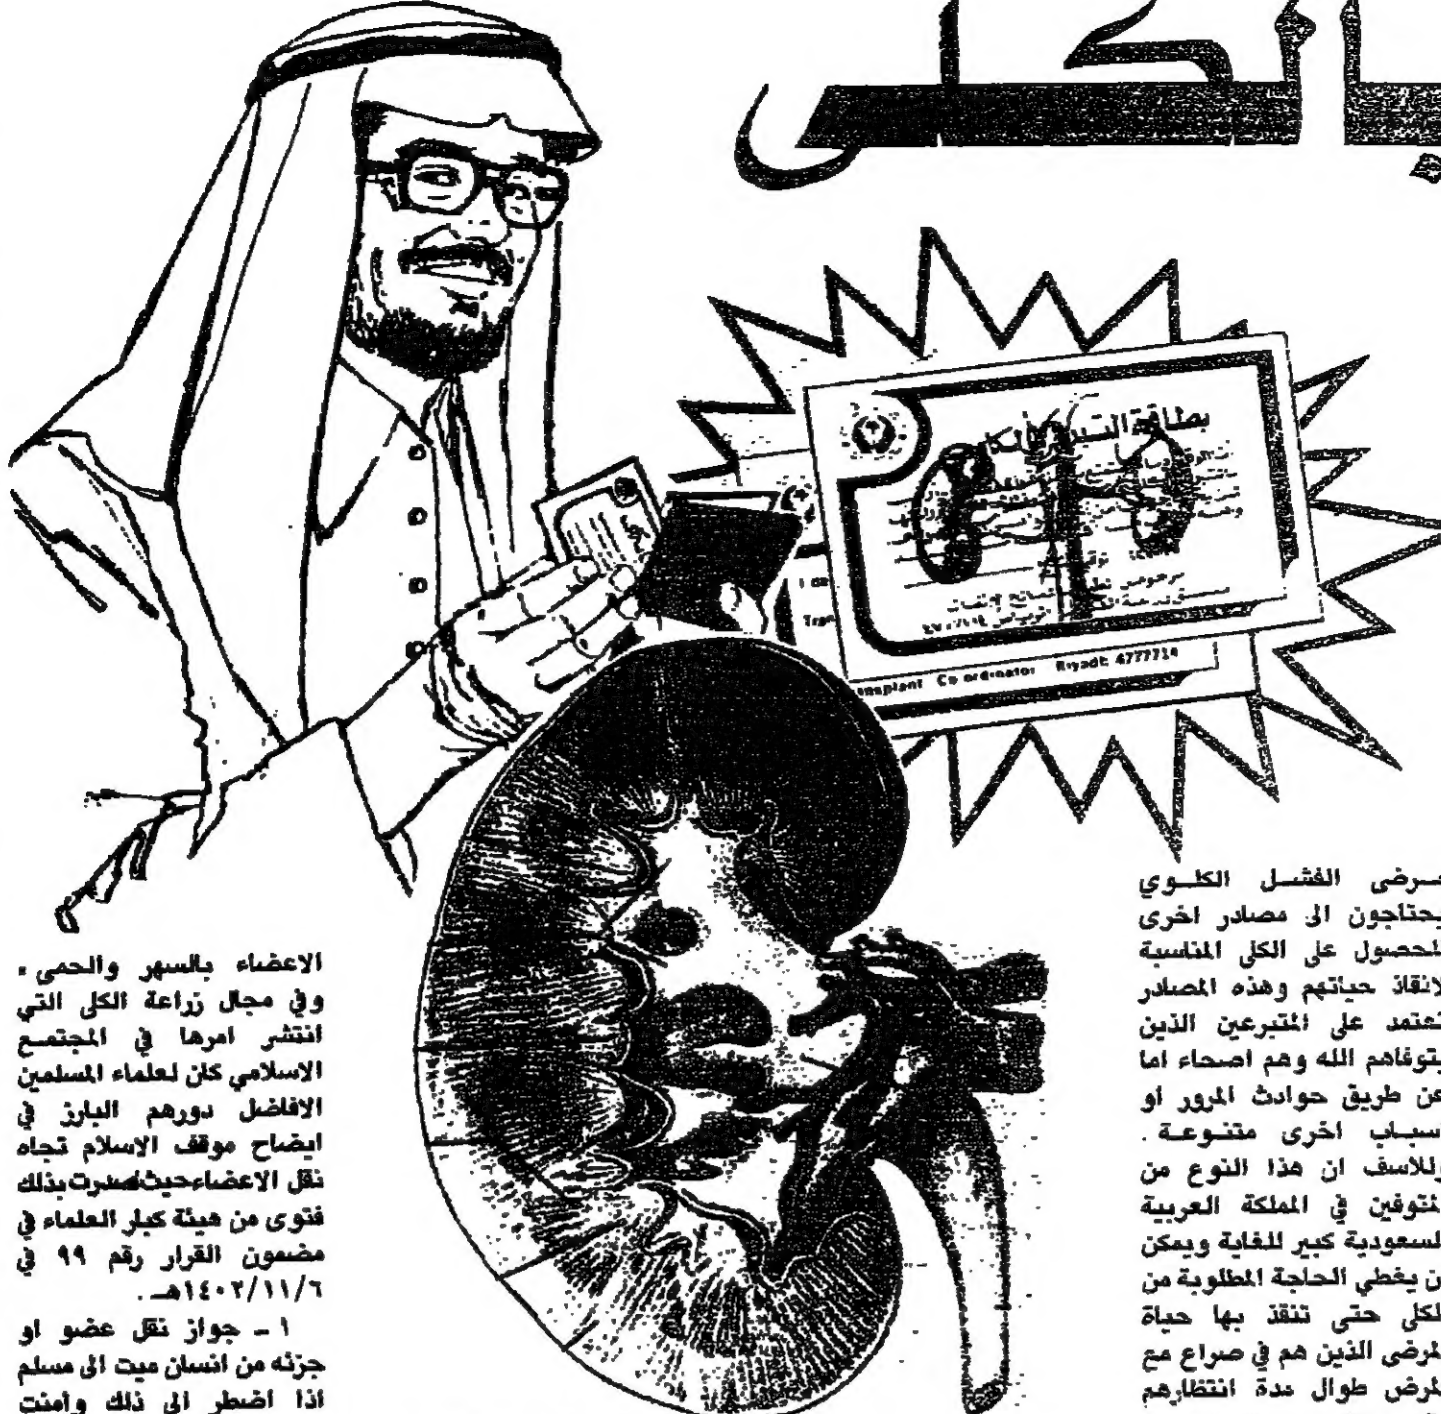 بالكلى
بطاقة التبرع بالكلى
Transplant Co ordinator Riyadh 4777714
مرضى الفشل الكلوي
يحتاجون الى مصادر اخرى
للحصول على الكلى المناسبة
لانقاذ حياتهم وهذه المصادر
تعتمد على المتبرعين الذين
يتوفاهم الله وهم اصحاء اما
عن طريق حوادث المرور او
اسباب اخرى متنوعة .
وللاسف ان هذا النوع من
المتوفين في المملكة العربية
السعودية كبير للغاية ويمكن
ان يغطي الحاجة المطلوبة من
الكلى حتى تنقذ بها حياة
المرضى الذين هم في صراع مع
المرض طوال مدة انتظارهم
الاعضاء بالسهر والحمى »
وفي مجال زراعة الكلى التي
انتشر امرها في المجتمع
الاسلامي كان لعلماء المسلمين
الافاضل دورهم البارز في
ايضاح موقف الاسلام تجاه
نقل الاعضاء حيث صدرت بذلك
فتوى من هيئة كبار العلماء في
مضمون القرار رقم ٩٩ في
١٤٠٢/١١/٦هـ .
١ ـ جواز نقل عضو او
جزئه من انسان ميت الى مسلم
اذا اضطر الى ذلك وامنت